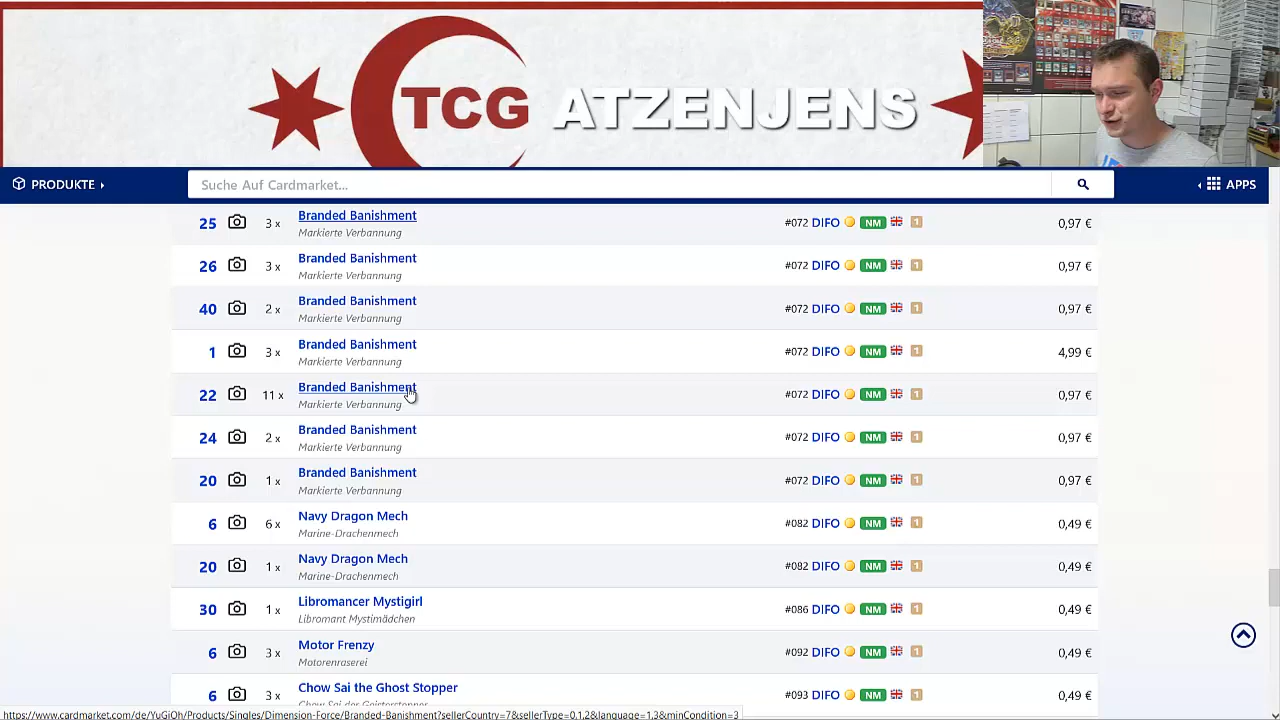 TCG ATZENJENS
PRODUKTE
Suche Auf Cardmarket...
APPS
25 3 x Branded Banishment #072 DIFO NM 1 0,97 €
Markierte Verbannung
26 3 x Branded Banishment #072 DIFO NM 1 0,97 €
Markierte Verbannung
40 2 x Branded Banishment #072 DIFO NM 1 0,97 €
Markierte Verbannung
1 3 x Branded Banishment #072 DIFO NM 1 4,99 €
Markierte Verbannung
22 11 x Branded Banishment #072 DIFO NM 1 0,97 €
Markierte Verbannung
24 2 x Branded Banishment #072 DIFO NM 1 0,97 €
Markierte Verbannung
20 1 x Branded Banishment #072 DIFO NM 1 0,97 €
Markierte Verbannung
6 6 x Navy Dragon Mech #082 DIFO NM 1 0,49 €
Marine-Drachenmech
20 1 x Navy Dragon Mech #082 DIFO NM 1 0,49 €
Marine-Drachenmech
30 1 x Libromancer Mystigirl #086 DIFO NM 1 0,49 €
Libromant Mystimädchen
6 3 x Motor Frenzy #092 DIFO NM 1 0,49 €
Motorenraserei
6 3 x Chow Sai the Ghost Stopper #093 DIFO NM 1 0,49 €
https://www.cardmarket.com/de/YuGiOh/Products/Singles/Dimension-Force/Branded-Banishment?sellerCountry=7&sellerType=0,1,2&language=1,3&minCondition=3